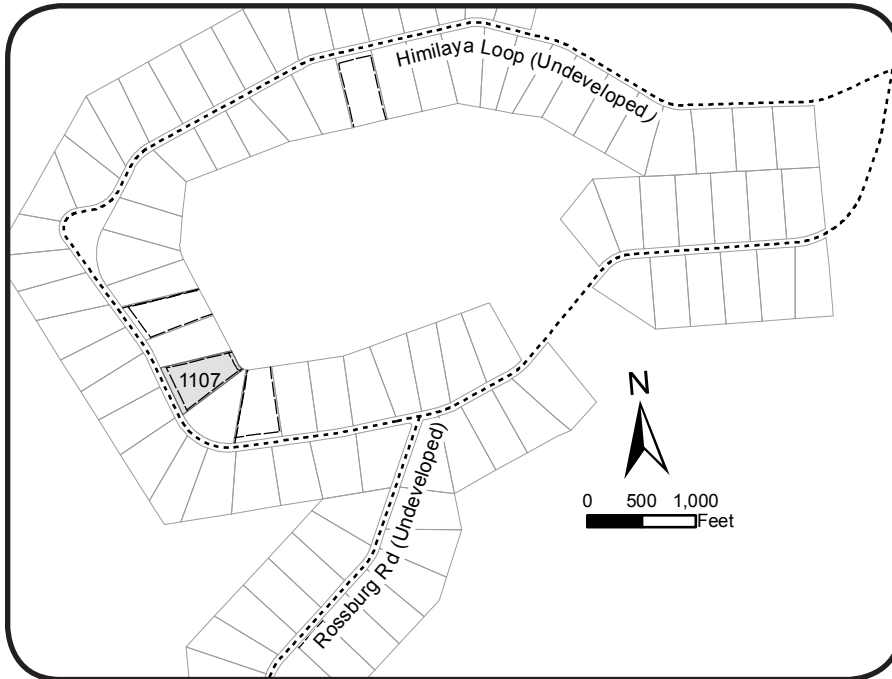 Himilaya Loop (Undeveloped)
1107
N
0 500 1,000
Feet
Rossburg Rd (Undeveloped)